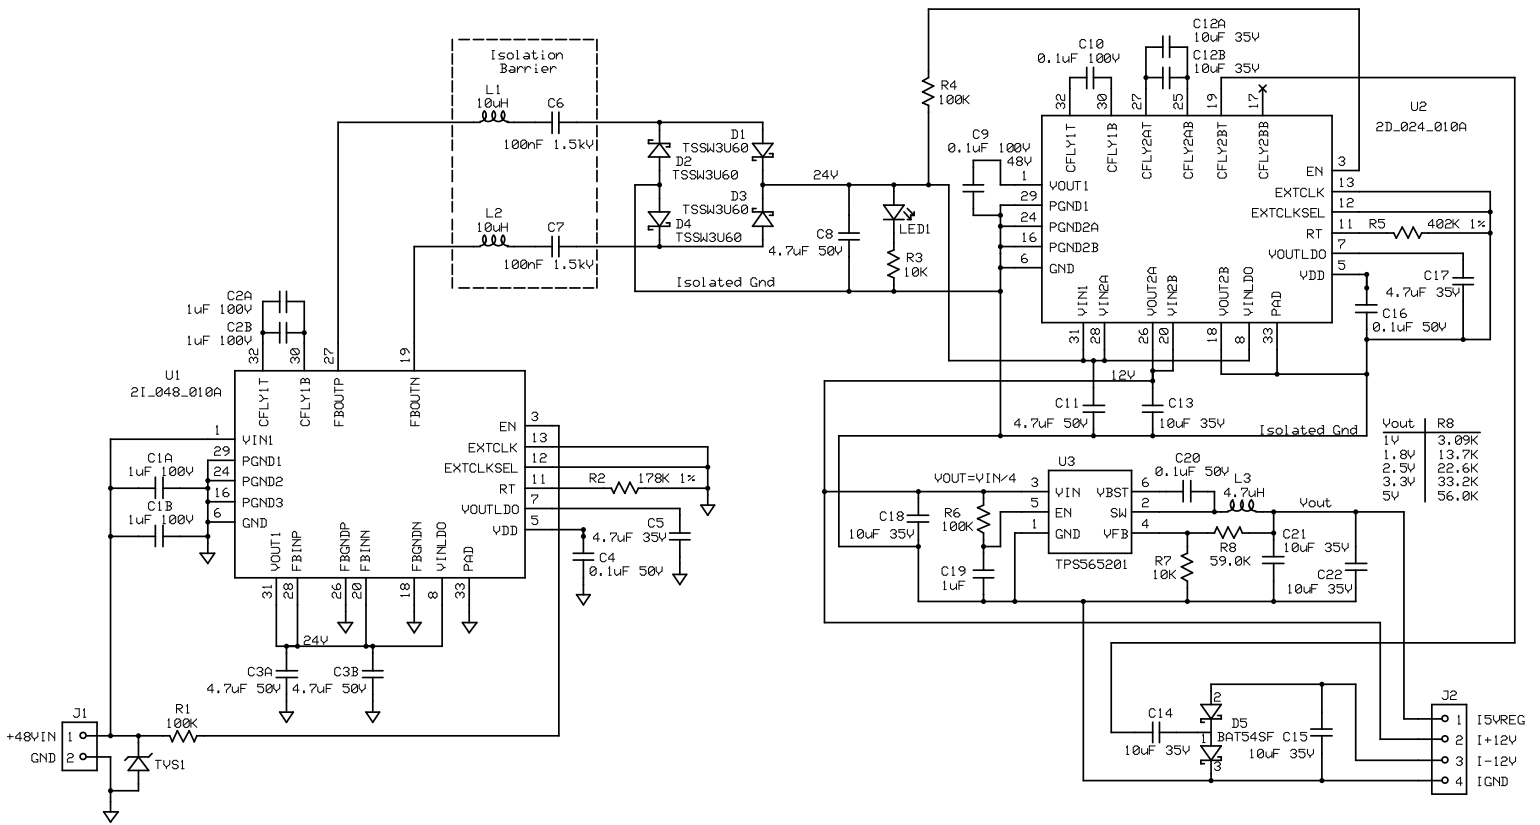 Isolation
Barrier
L1
10uH
C6
100nF 1.5kV
L2
10uH
C7
100nF 1.5kV
D1
TSSW3U60
D2
TSSW3U60
D3
TSSW3U60
D4
TSSW3U60
24V
C8
4.7uF 50V
LED1
R3
10K
Isolated Gnd
R4
100K
C9
0.1uF 100V
48V
C10
0.1uF 100V
C12A
10uF 35V
C12B
10uF 35V
U2
2D_024_010A
32
30
27
25
19
17
CFLY1T
CFLY1B
CFLY2AT
CFLY2AB
CFLY2BT
CFLY2BB
1
VOUT1
29
PGND1
24
PGND2A
16
PGND2B
6
GND
EN
3
EXTCLK
13
EXTCLKSEL
12
RT
11
R5
402K 1%
VOUTLDO
7
VDD
5
C17
4.7uF 35V
C16
0.1uF 50V
VIN1
VIN2A
VOUT2A
VIN2B
VOUT2B
VINLDO
PAD
31
28
26
20
18
8
33
12V
C11
4.7uF 50V
C13
10uF 35V
Isolated Gnd
Vout R8
1V 3.09K
1.8V 13.7K
2.5V 22.6K
3.3V 33.2K
5V 56.0K
C2A
1uF 100V
C2B
1uF 100V
U1
2I_048_010A
32
30
27
19
CFLY1T
CFLY1B
FBOUTP
FBOUTN
1
VIN1
29
PGND1
24
PGND2
16
PGND3
6
GND
C1A
1uF 100V
C1B
1uF 100V
EN
3
EXTCLK
13
EXTCLKSEL
12
RT
11
R2
178K 1%
VOUTLDO
7
VDD
5
C5
4.7uF 35V
C4
0.1uF 50V
VOUT1
FBINP
FBGNDP
FBINN
FBGNDN
VINLDO
PAD
31
28
26
20
18
8
33
24V
C3A
4.7uF 50V
C3B
4.7uF 50V
J1
+48VIN
1
GND
2
R1
100K
TVS1
VOUT=VIN/4
U3
C18
10uF 35V
R6
100K
C19
1uF
3
VIN
5
EN
1
GND
VBST
6
SW
2
VFB
4
TPS565201
C20
0.1uF 50V
L3
4.7uH
Vout
R7
10K
R8
59.0K
C21
10uF 35V
C22
10uF 35V
C14
10uF 35V
2
D5
1
BAT54SF
3
C15
10uF 35V
J2
1
I5VREG
2
I+12V
3
I-12V
4
IGND